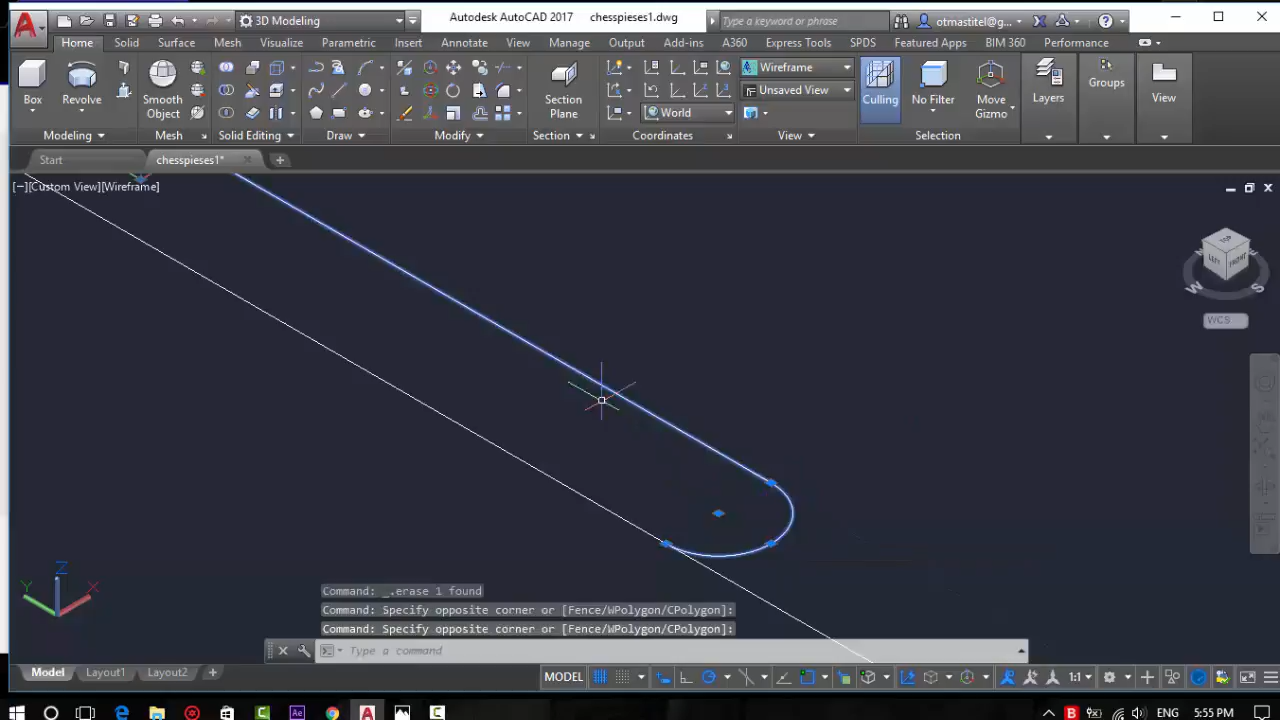 3D Modeling
Autodesk AutoCAD 2017 chesspieses1.dwg
Type a keyword or phrase
otmastitel@g...
Home Solid Surface Mesh Visualize Parametric Insert Annotate View Manage Output Add-ins A360 Express Tools SPDS Featured Apps BIM 360 Performance
Box
Revolve
Smooth
Object
Section
Plane
World
Wireframe
Unsaved View
Culling
No Filter
Move
Gizmo
Layers
Groups
View
Modeling Mesh Solid Editing Draw Modify Section Coordinates View Selection
Start
chesspieses1*
[−][Custom View][Wireframe]
TOP
LEFT
FRONT
N
E
W
S
WCS
Z
Y
X
Command: _.erase 1 found
Command: Specify opposite corner or [Fence/WPolygon/CPolygon]:
Command: Specify opposite corner or [Fence/WPolygon/CPolygon]:
Type a command
Model Layout1 Layout2
MODEL
1:1
ENG 5:55 PM